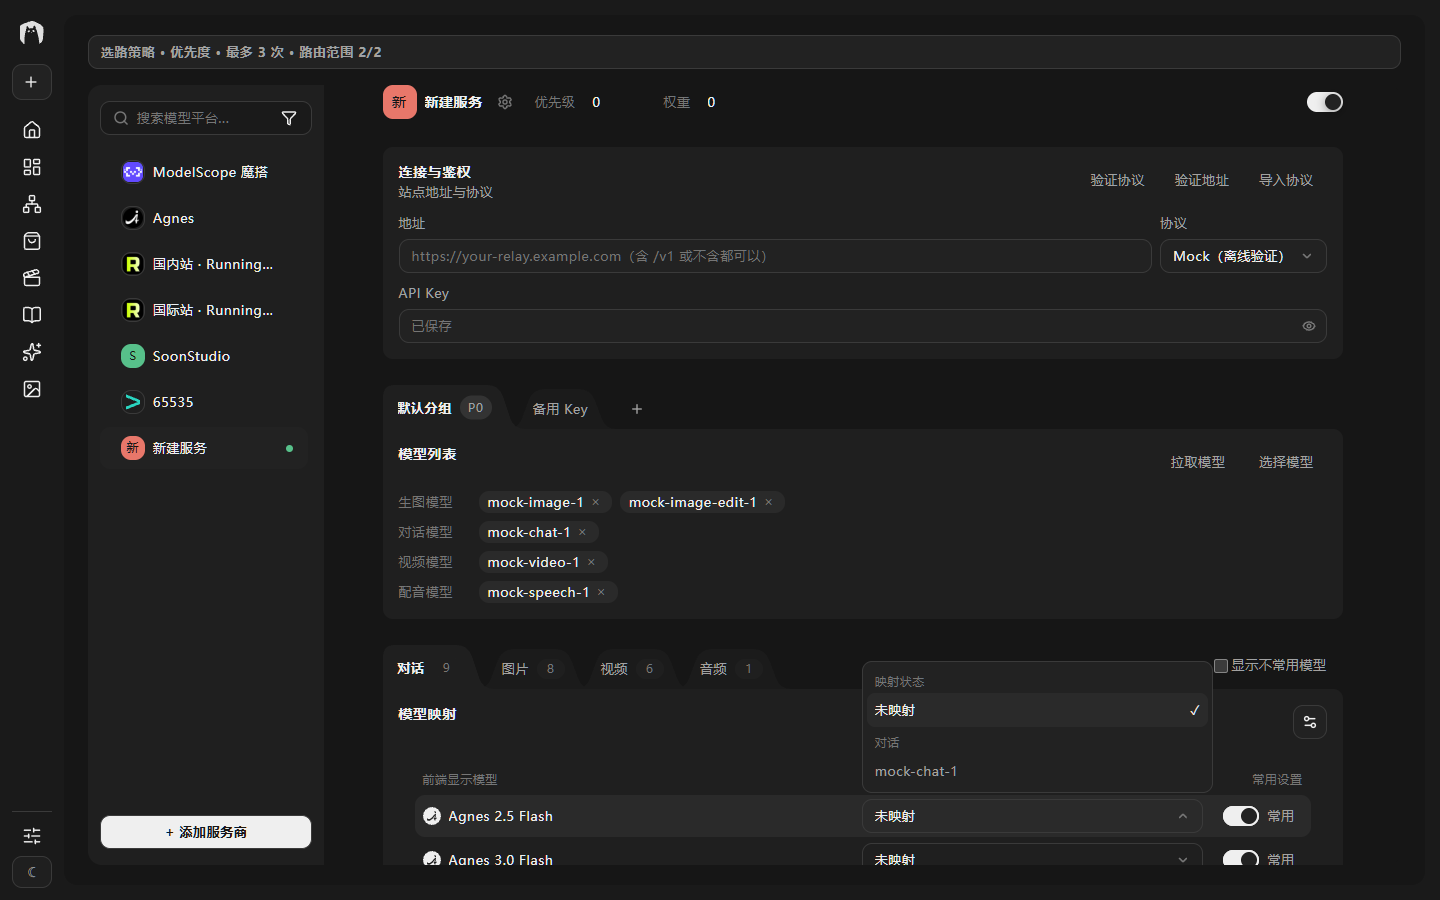 选路策略 • 优先度 • 最多 3 次 • 路由范围 2/2
搜索模型平台...
ModelScope 魔搭
Agnes
国内站 · Running...
国际站 · Running...
S SoonStudio
65535
新 新建服务
+ 添加服务商
新 新建服务 优先级 0 权重 0
连接与鉴权
站点地址与协议
验证协议 验证地址 导入协议
地址 协议
https://your-relay.example.com（含 /v1 或不含都可以） Mock（离线验证）
API Key
已保存
默认分组 P0 备用 Key +
模型列表
拉取模型 选择模型
生图模型 mock-image-1 × mock-image-edit-1 ×
对话模型 mock-chat-1 ×
视频模型 mock-video-1 ×
配音模型 mock-speech-1 ×
对话 9 图片 8 视频 6 音频 1 显示不常用模型
模型映射
映射状态
未映射 ✓
对话
mock-chat-1
前端显示模型 常用设置
Agnes 2.5 Flash 未映射 常用
Agnes 3.0 Flash 未映射 常用